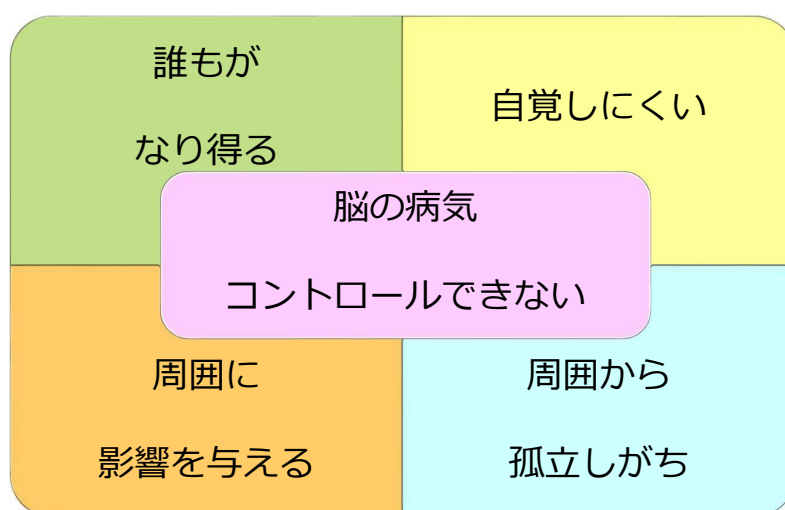 誰もが
なり得る
自覚しにくい
脳の病気
コントロールできない
周囲に
影響を与える
周囲から
孤立しがち